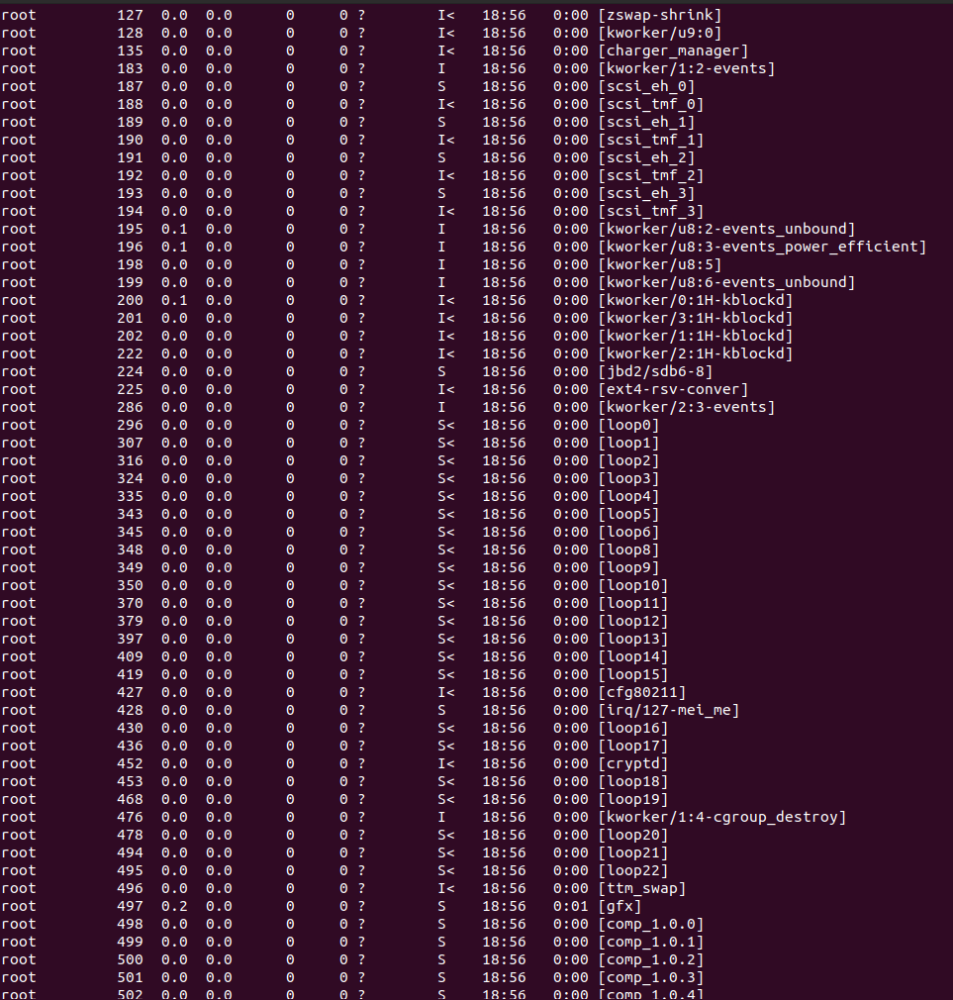 root 127 0.0 0.0 0 0 ? I< 18:56 0:00 [zswap-shrink]
root 128 0.0 0.0 0 0 ? I< 18:56 0:00 [kworker/u9:0]
root 135 0.0 0.0 0 0 ? I< 18:56 0:00 [charger_manager]
root 183 0.0 0.0 0 0 ? I 18:56 0:00 [kworker/1:2-events]
root 187 0.0 0.0 0 0 ? S 18:56 0:00 [scsi_eh_0]
root 188 0.0 0.0 0 0 ? I< 18:56 0:00 [scsi_tmf_0]
root 189 0.0 0.0 0 0 ? S 18:56 0:00 [scsi_eh_1]
root 190 0.0 0.0 0 0 ? I< 18:56 0:00 [scsi_tmf_1]
root 191 0.0 0.0 0 0 ? S 18:56 0:00 [scsi_eh_2]
root 192 0.0 0.0 0 0 ? I< 18:56 0:00 [scsi_tmf_2]
root 193 0.0 0.0 0 0 ? S 18:56 0:00 [scsi_eh_3]
root 194 0.0 0.0 0 0 ? I< 18:56 0:00 [scsi_tmf_3]
root 195 0.1 0.0 0 0 ? I 18:56 0:00 [kworker/u8:2-events_unbound]
root 196 0.1 0.0 0 0 ? I 18:56 0:00 [kworker/u8:3-events_power_efficient]
root 198 0.0 0.0 0 0 ? I 18:56 0:00 [kworker/u8:5]
root 199 0.0 0.0 0 0 ? I 18:56 0:00 [kworker/u8:6-events_unbound]
root 200 0.1 0.0 0 0 ? I< 18:56 0:00 [kworker/0:1H-kblockd]
root 201 0.0 0.0 0 0 ? I< 18:56 0:00 [kworker/3:1H-kblockd]
root 202 0.0 0.0 0 0 ? I< 18:56 0:00 [kworker/1:1H-kblockd]
root 222 0.0 0.0 0 0 ? I< 18:56 0:00 [kworker/2:1H-kblockd]
root 224 0.0 0.0 0 0 ? S 18:56 0:00 [jbd2/sdb6-8]
root 225 0.0 0.0 0 0 ? I< 18:56 0:00 [ext4-rsv-conver]
root 286 0.0 0.0 0 0 ? I 18:56 0:00 [kworker/2:3-events]
root 296 0.0 0.0 0 0 ? S< 18:56 0:00 [loop0]
root 307 0.0 0.0 0 0 ? S< 18:56 0:00 [loop1]
root 316 0.0 0.0 0 0 ? S< 18:56 0:00 [loop2]
root 324 0.0 0.0 0 0 ? S< 18:56 0:00 [loop3]
root 335 0.0 0.0 0 0 ? S< 18:56 0:00 [loop4]
root 343 0.0 0.0 0 0 ? S< 18:56 0:00 [loop5]
root 345 0.0 0.0 0 0 ? S< 18:56 0:00 [loop6]
root 348 0.0 0.0 0 0 ? S< 18:56 0:00 [loop8]
root 349 0.0 0.0 0 0 ? S< 18:56 0:00 [loop9]
root 350 0.0 0.0 0 0 ? S< 18:56 0:00 [loop10]
root 370 0.0 0.0 0 0 ? S< 18:56 0:00 [loop11]
root 379 0.0 0.0 0 0 ? S< 18:56 0:00 [loop12]
root 397 0.0 0.0 0 0 ? S< 18:56 0:00 [loop13]
root 409 0.0 0.0 0 0 ? S< 18:56 0:00 [loop14]
root 419 0.0 0.0 0 0 ? S< 18:56 0:00 [loop15]
root 427 0.0 0.0 0 0 ? I< 18:56 0:00 [cfg80211]
root 428 0.0 0.0 0 0 ? S 18:56 0:00 [irq/127-mei_me]
root 430 0.0 0.0 0 0 ? S< 18:56 0:00 [loop16]
root 436 0.0 0.0 0 0 ? S< 18:56 0:00 [loop17]
root 452 0.0 0.0 0 0 ? I< 18:56 0:00 [cryptd]
root 453 0.0 0.0 0 0 ? S< 18:56 0:00 [loop18]
root 468 0.0 0.0 0 0 ? S< 18:56 0:00 [loop19]
root 476 0.0 0.0 0 0 ? I 18:56 0:00 [kworker/1:4-cgroup_destroy]
root 478 0.0 0.0 0 0 ? S< 18:56 0:00 [loop20]
root 494 0.0 0.0 0 0 ? S< 18:56 0:00 [loop21]
root 495 0.0 0.0 0 0 ? S< 18:56 0:00 [loop22]
root 496 0.0 0.0 0 0 ? I< 18:56 0:00 [ttm_swap]
root 497 0.2 0.0 0 0 ? S 18:56 0:01 [gfx]
root 498 0.0 0.0 0 0 ? S 18:56 0:00 [comp_1.0.0]
root 499 0.0 0.0 0 0 ? S 18:56 0:00 [comp_1.0.1]
root 500 0.0 0.0 0 0 ? S 18:56 0:00 [comp_1.0.2]
root 501 0.0 0.0 0 0 ? S 18:56 0:00 [comp_1.0.3]
root 502 0.0 0.0 0 0 ? S 18:56 0:00 [comp_1.0.4]